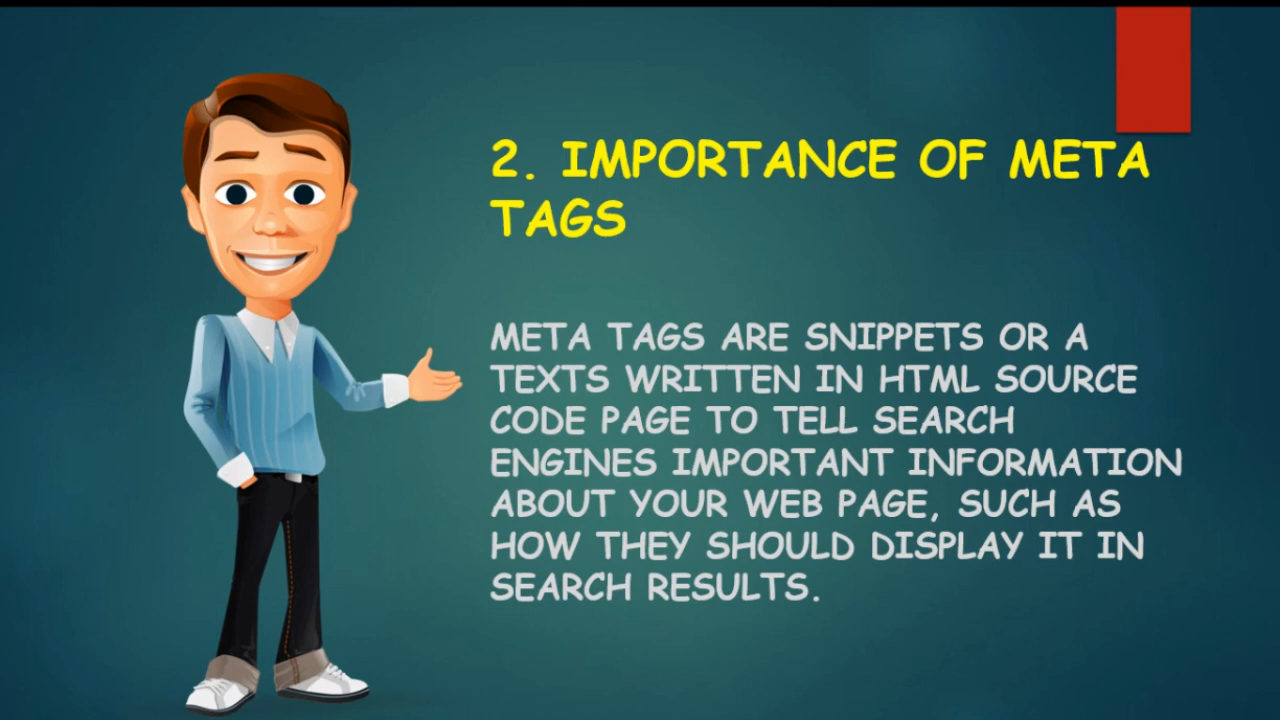 2. IMPORTANCE OF META
TAGS
META TAGS ARE SNIPPETS OR A
TEXTS WRITTEN IN HTML SOURCE
CODE PAGE TO TELL SEARCH
ENGINES IMPORTANT INFORMATION
ABOUT YOUR WEB PAGE, SUCH AS
HOW THEY SHOULD DISPLAY IT IN
SEARCH RESULTS.